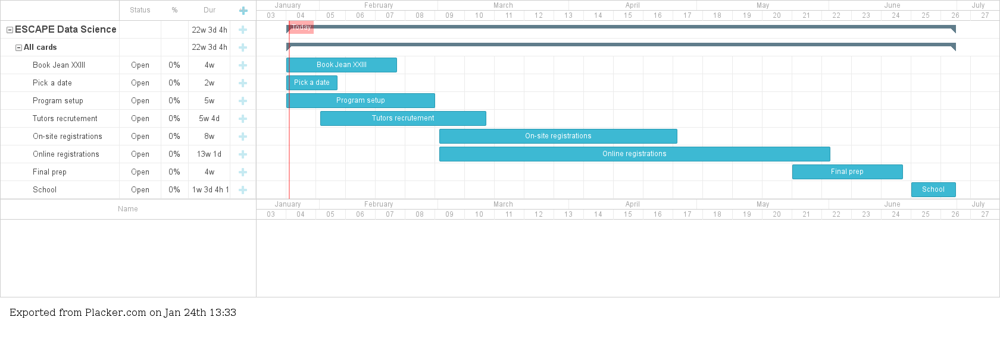 Status % Dur January February March April May June July
03 04 05 06 07 08 09 10 11 12 13 14 15 16 17 18 19 20 21 22 23 24 25 26 27
ESCAPE Data Science 22w 3d 4h Today
All cards 22w 3d 4h
Book Jean XXIII Open 0% 4w Book Jean XXIII
Pick a date Open 0% 2w Pick a date
Program setup Open 0% 5w Program setup
Tutors recrutement Open 0% 5w 4d Tutors recrutement
On-site registrations Open 0% 8w On-site registrations
Online registrations Open 0% 13w 1d Online registrations
Final prep Open 0% 4w Final prep
School Open 0% 1w 3d 4h 1 School
Name January February March April May June July
03 04 05 06 07 08 09 10 11 12 13 14 15 16 17 18 19 20 21 22 23 24 25 26 27
Exported from Placker.com on Jan 24th 13:33